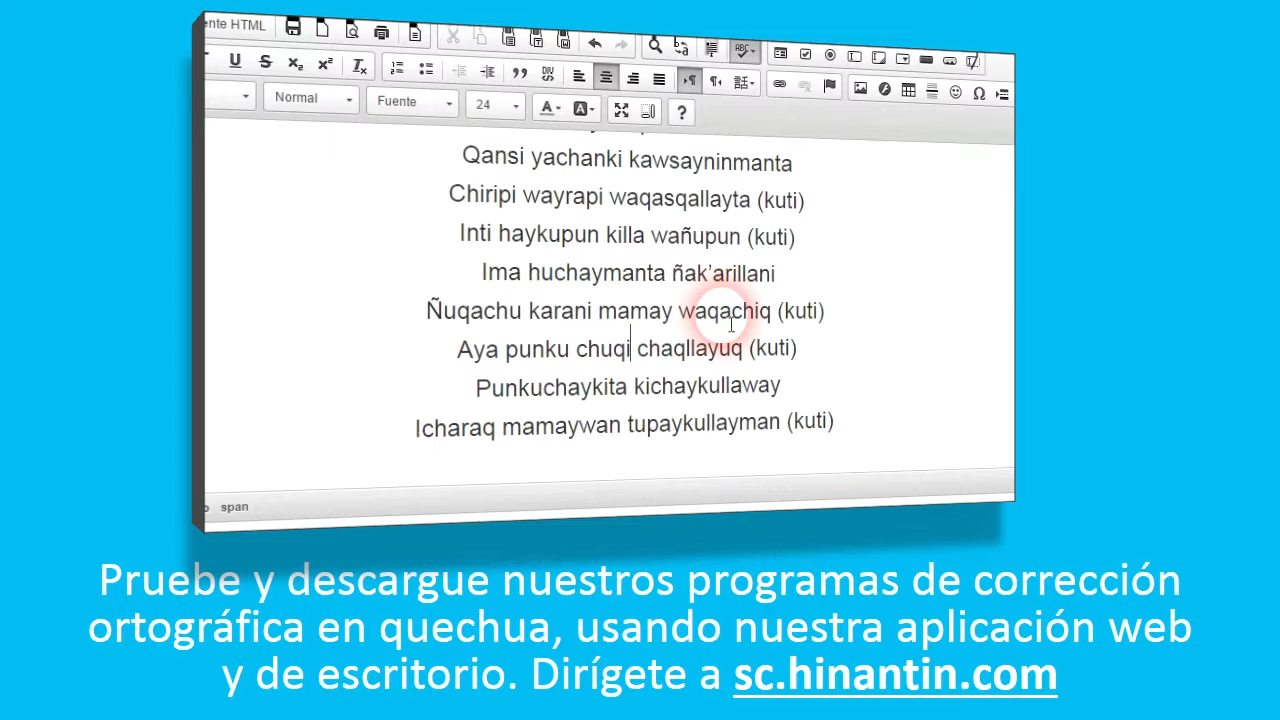 ente HTML
Normal Fuente 24 ?
Qansi yachanki kawsayninmanta
Chiripi wayrapi waqasqallayta (kuti)
Inti haykupun killa wañupun (kuti)
Ima huchaymanta ñak’arillani
Ñuqachu karani mamay waqachiq (kuti)
Aya punku chuqi chaqllayuq (kuti)
Punkuchaykita kichaykullaway
Icharaq mamaywan tupaykullayman (kuti)
span
Pruebe y descargue nuestros programas de corrección
ortográfica en quechua, usando nuestra aplicación web
y de escritorio. Dirígete a sc.hinantin.com